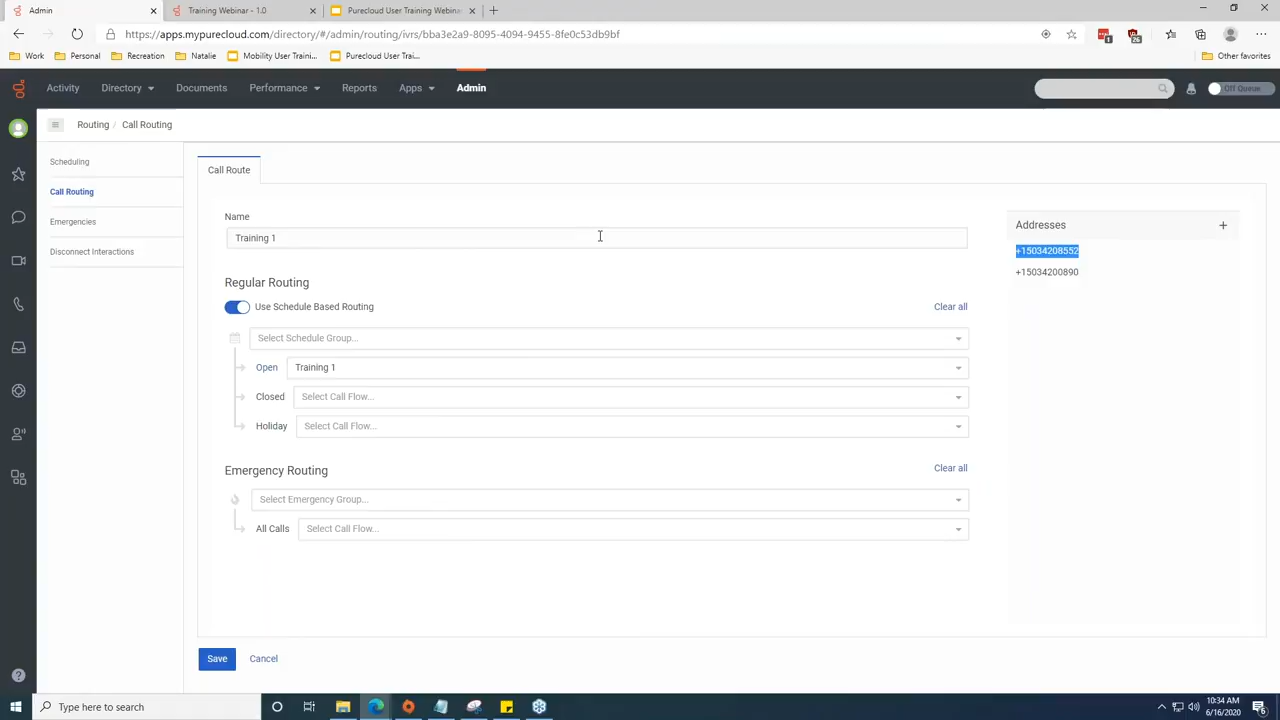 Admin
Training Webinar - 1.0
Purecloud User Training Webinar
https://apps.mypurecloud.com/directory/#/admin/routing/ivrs/bba3e2a9-8095-4094-9455-8fe0c53db9bf
1
26
Work
Personal
Recreation
Natalie
Mobility User Traini...
Purecloud User Trai...
Other favorites
Activity
Directory
Documents
Performance
Reports
Apps
Admin
Off Queue
Routing / Call Routing
Scheduling
Call Routing
Emergencies
Disconnect Interactions
Call Route
Name
Training 1
Regular Routing
Use Schedule Based Routing
Clear all
Select Schedule Group...
Open
Training 1
Closed
Select Call Flow...
Holiday
Select Call Flow...
Emergency Routing
Clear all
Select Emergency Group...
All Calls
Select Call Flow...
Addresses
+15034208552
+15034200890
Save
Cancel
Type here to search
10:34 AM
6/16/2020
6